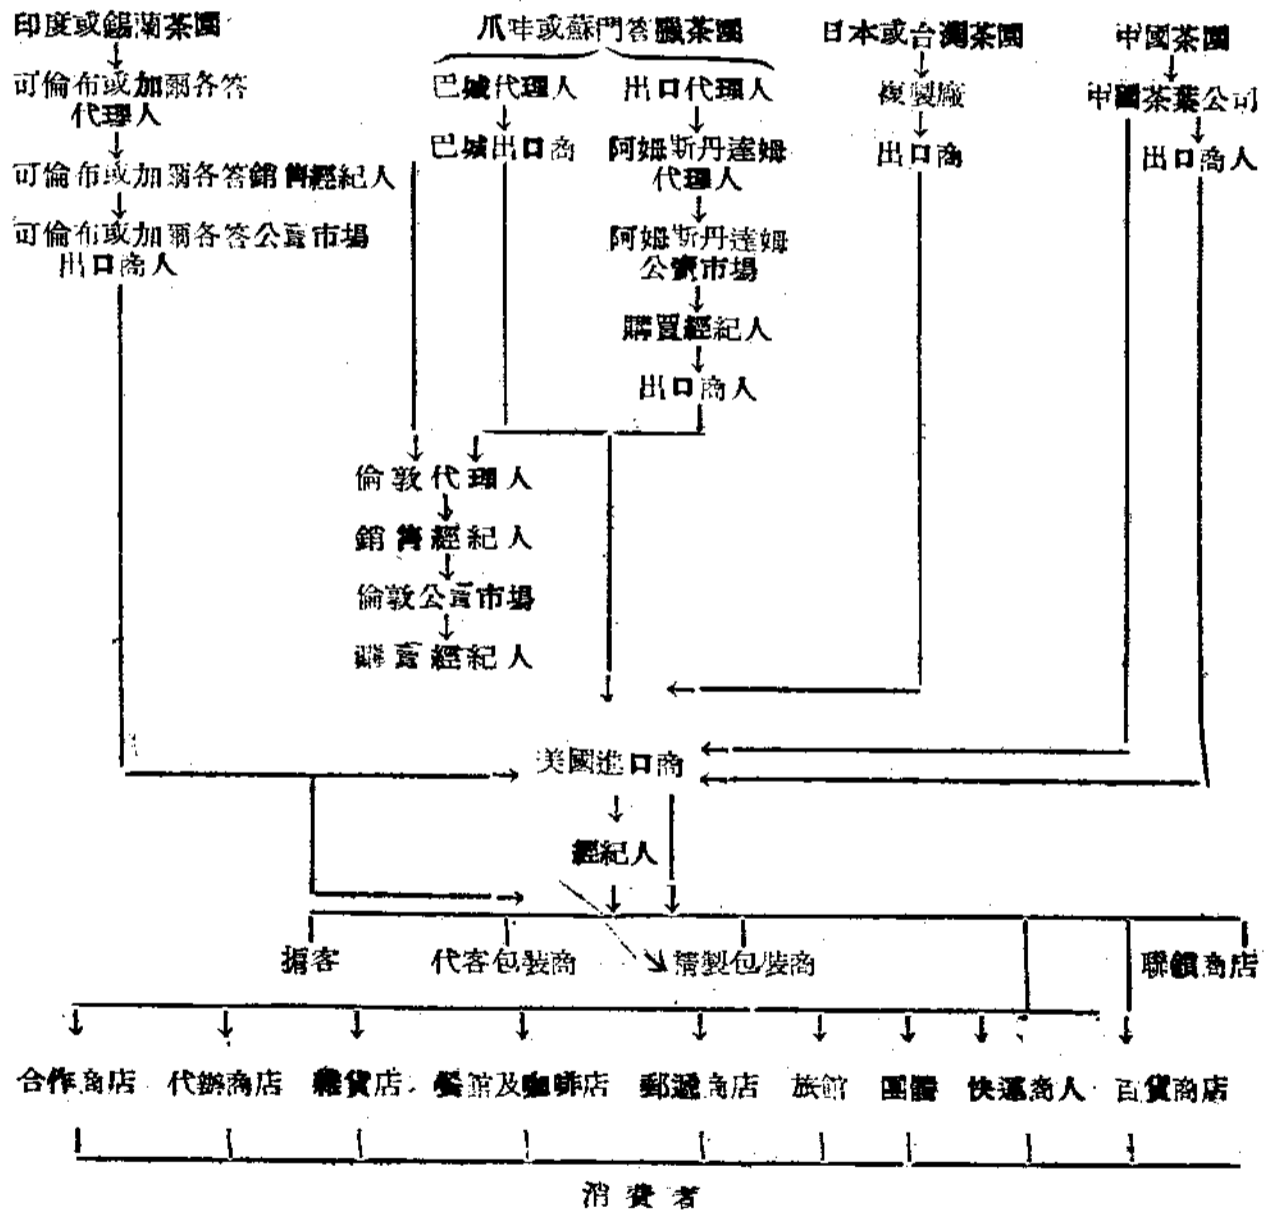 印度或錫蘭茶園
爪哇或蘇門答臘茶園
日本或台灣茶園
中國茶園
可倫布或加爾各答
代理人
巴城代理人
出口代理人
複製廠
中國茶葉公司
可倫布或加爾各答銷售經紀人
巴城出口商
阿姆斯丹達姆
代理人
出口商
出口商人
可倫布或加爾各答公賣市場
出口商人
阿姆斯丹達姆
公賣市場
購買經紀人
出口商人
倫敦代理人
銷售經紀人
倫敦公賣市場
購賣經紀人
美國進口商
經紀人
掮客
代客包裝商
精製包裝商
聯鎖商店
合作商店
代辦商店
雜貨店
餐館及咖啡店
郵遞商店
旅館
團體
快運商人
百貨商店
消費者